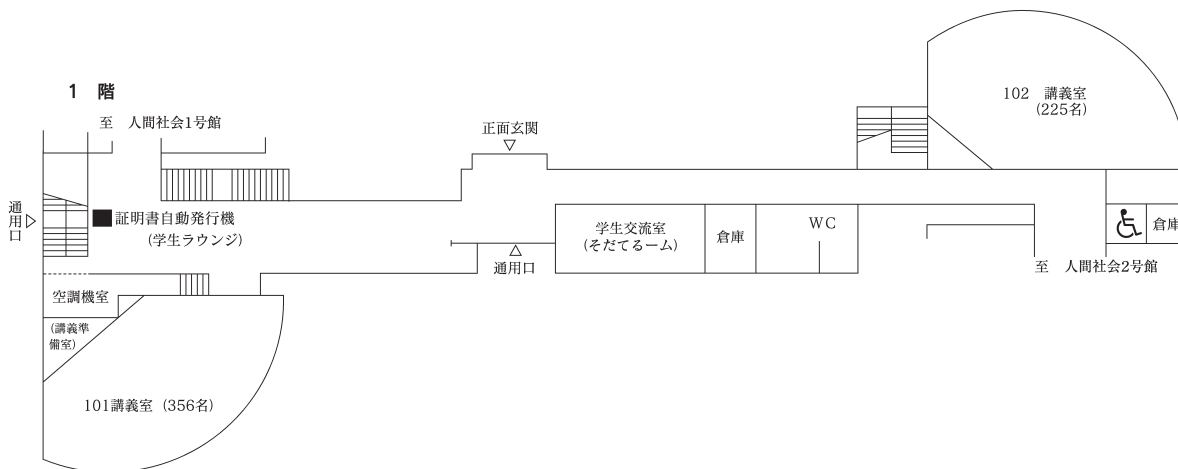 1　階
至　人間社会1号館
通用口
証明書自動発行機
(学生ラウンジ)
空調機室
(講義準
備室)
101講義室 (356名)
正面玄関
通用口
学生交流室
(そだてるーム)
倉庫
WC
102　講義室
(225名)
倉庫
至　人間社会2号館